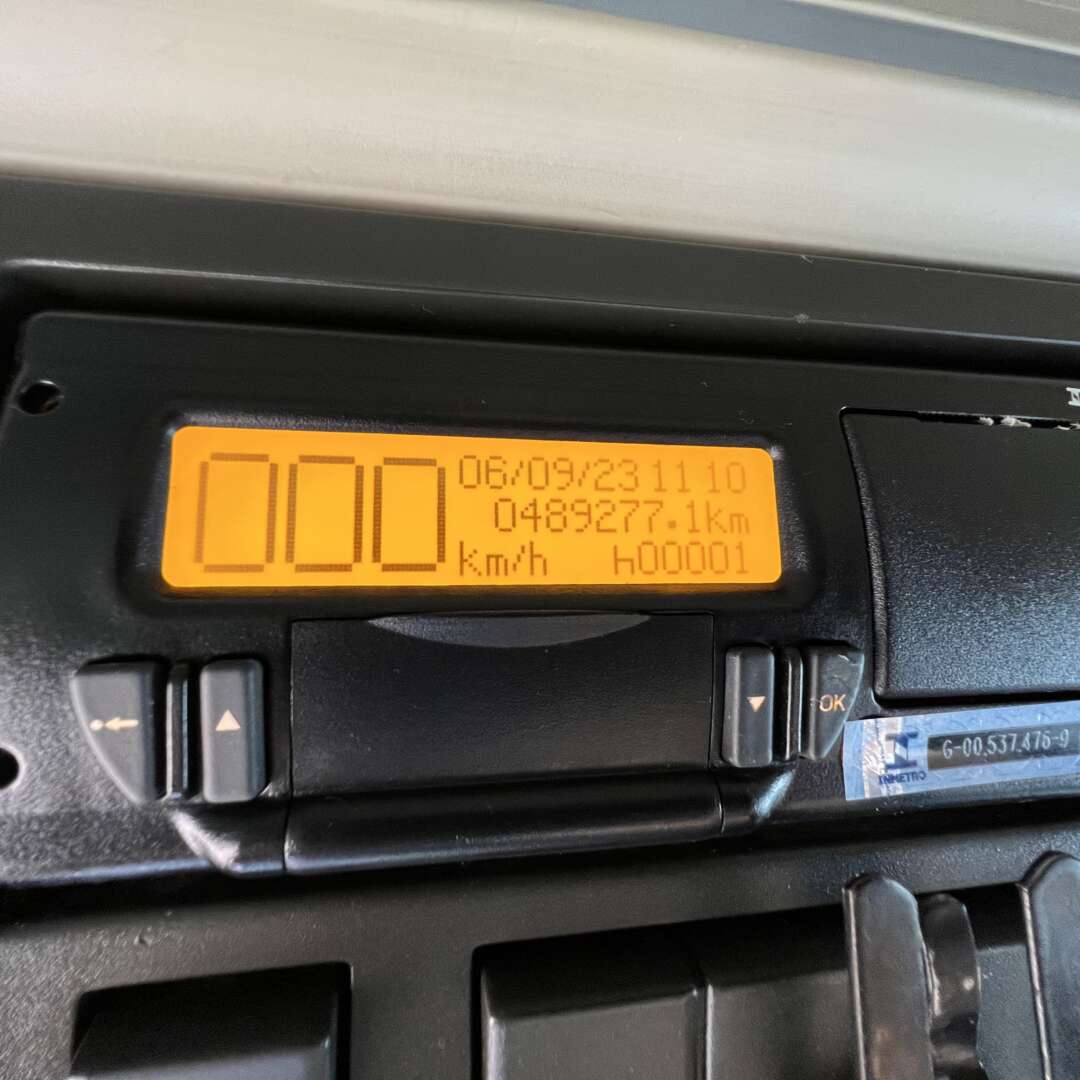 000
06/09/23 11 10
0489277.1Km
km/h h00001
OK
INMETRO
G-00.537.476-9